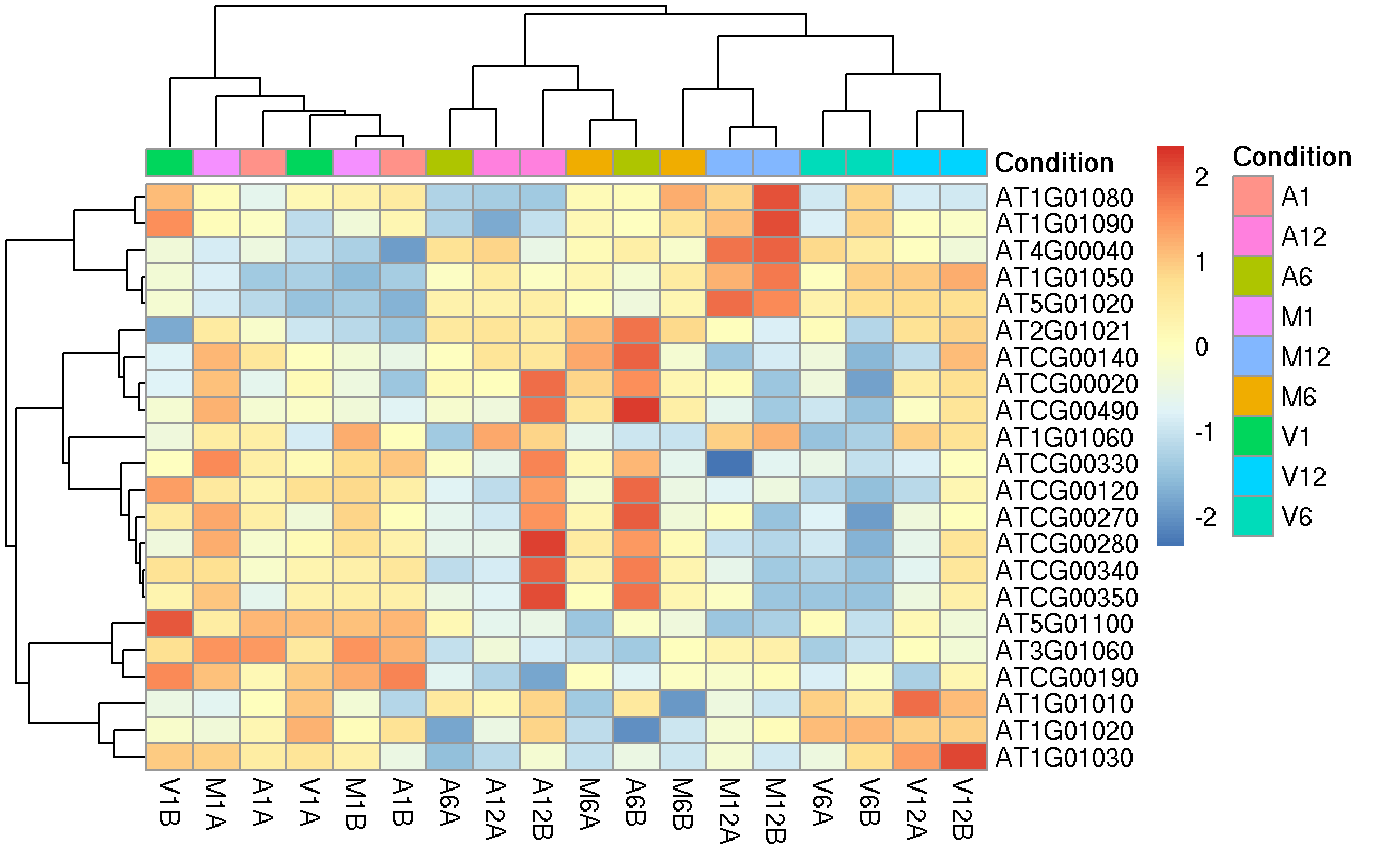 Condition
AT1G01080
AT1G01090
AT4G00040
AT1G01050
AT5G01020
AT2G01021
ATCG00140
ATCG00020
ATCG00490
AT1G01060
ATCG00330
ATCG00120
ATCG00270
ATCG00280
ATCG00340
ATCG00350
AT5G01100
AT3G01060
ATCG00190
AT1G01010
AT1G01020
AT1G01030
V1B
M1A
A1A
V1A
M1B
A1B
A6A
A12A
A12B
M6A
A6B
M6B
M12A
M12B
V6A
V6B
V12A
V12B
2
1
0
-1
-2
Condition
A1
A12
A6
M1
M12
M6
V1
V12
V6